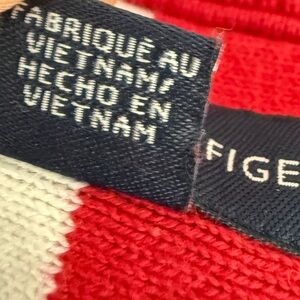 FABRIQUÉ AU
VIETNAM/
HECHO EN
VIETNAM
FIGE